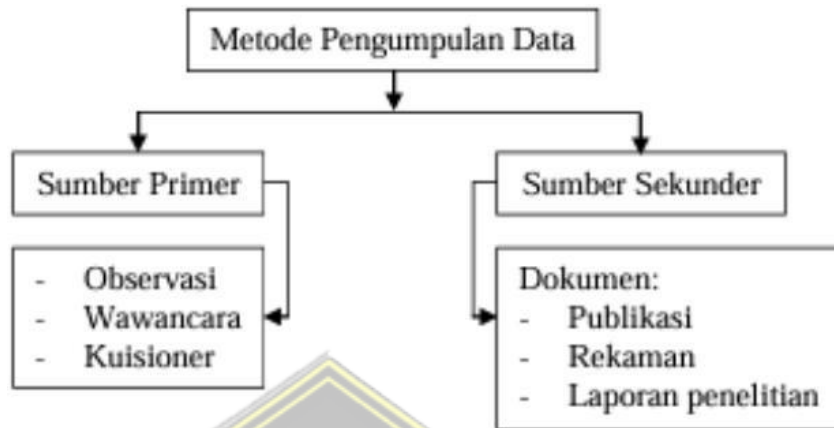 Metode Pengumpulan Data
Sumber Primer
- Observasi
- Wawancara
- Kuisioner
Sumber Sekunder
Dokumen:
- Publikasi
- Rekaman
- Laporan penelitian